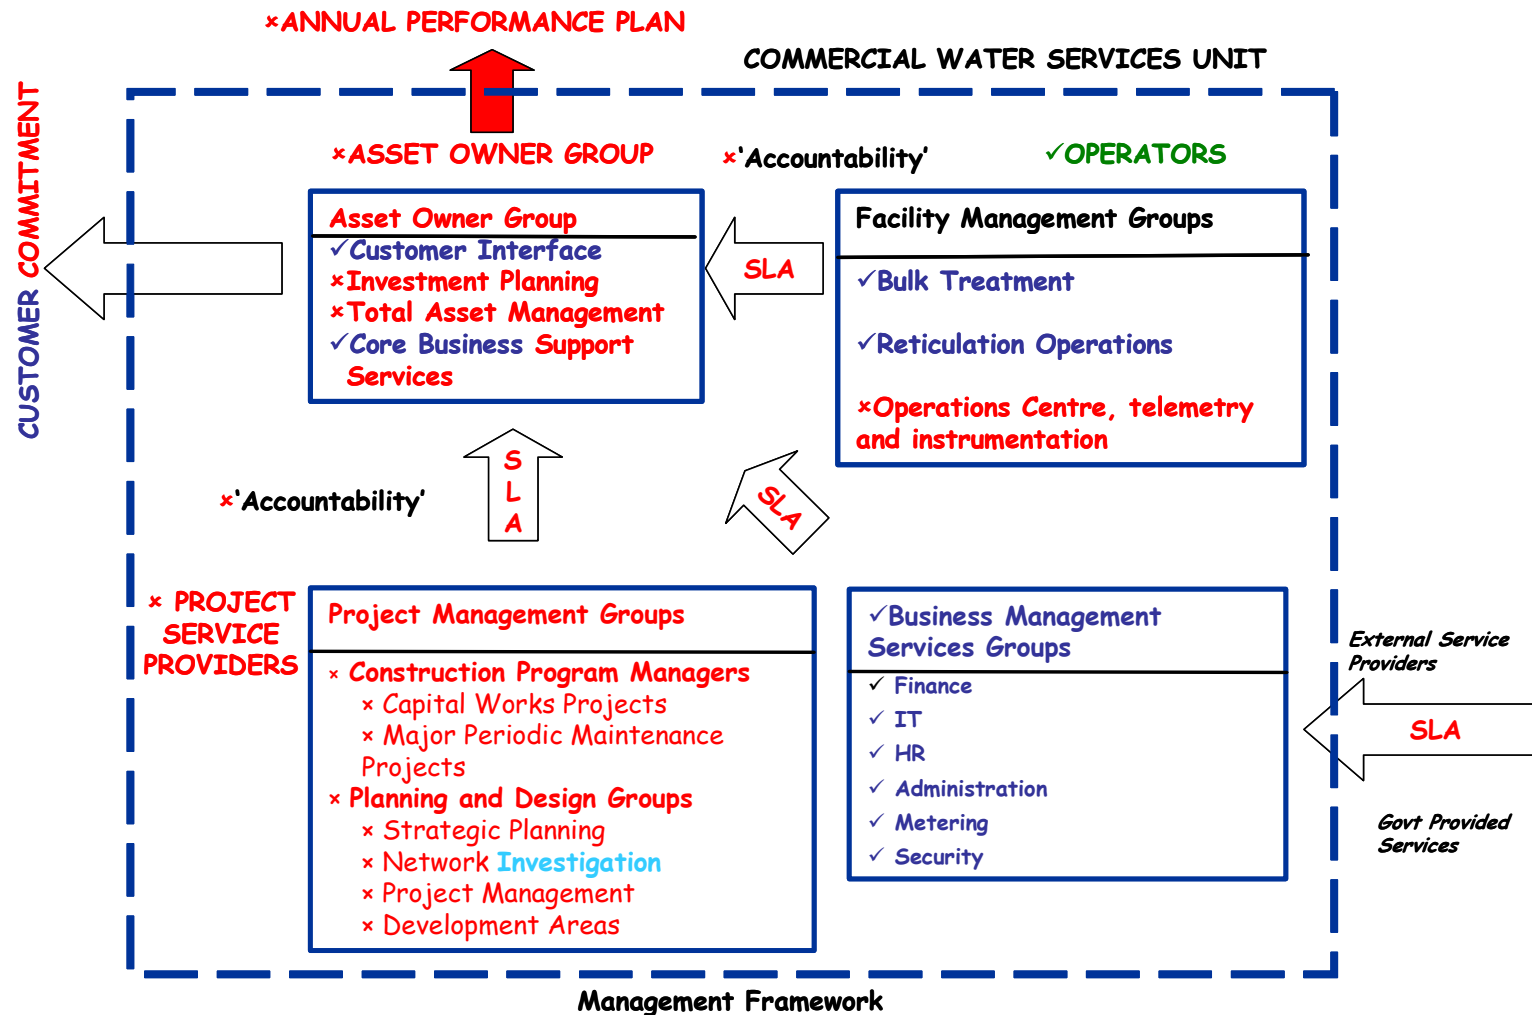 ×ANNUAL PERFORMANCE PLAN
COMMERCIAL WATER SERVICES UNIT
CUSTOMER COMMITMENT
×ASSET OWNER GROUP
×‘Accountability’
✓OPERATORS
Asset Owner Group
✓Customer Interface
×Investment Planning
×Total Asset Management
✓Core Business Support
Services
SLA
Facility Management Groups
✓Bulk Treatment
✓Reticulation Operations
×Operations Centre, telemetry
and instrumentation
×‘Accountability’
S
L
A
SLA
× PROJECT
SERVICE
PROVIDERS
Project Management Groups
× Construction Program Managers
× Capital Works Projects
× Major Periodic Maintenance
Projects
× Planning and Design Groups
× Strategic Planning
× Network Investigation
× Project Management
× Development Areas
✓Business Management
Services Groups
✓ Finance
✓ IT
✓ HR
✓ Administration
✓ Metering
✓ Security
External Service
Providers
SLA
Govt Provided
Services
Management Framework